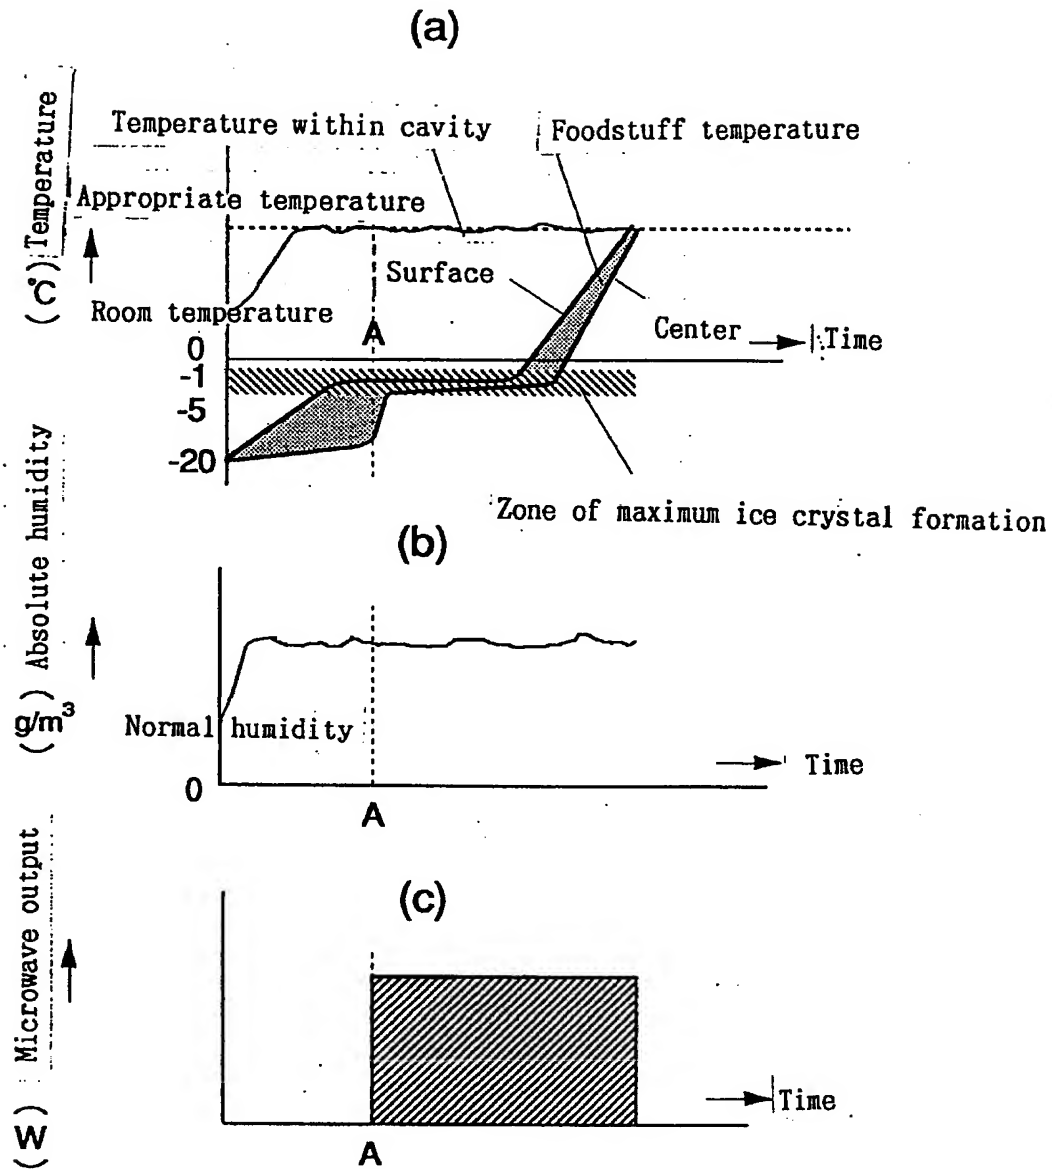 (a)
Temperature within cavity
Foodstuff temperature
Appropriate temperature
(°C) Temperature
Surface
Room temperature
A
Center
Time
0
-1
-5
-20
Zone of maximum ice crystal formation
(b)
(g/m³) Absolute humidity
Normal humidity
Time
0
A
(c)
(W) Microwave output
Time
A